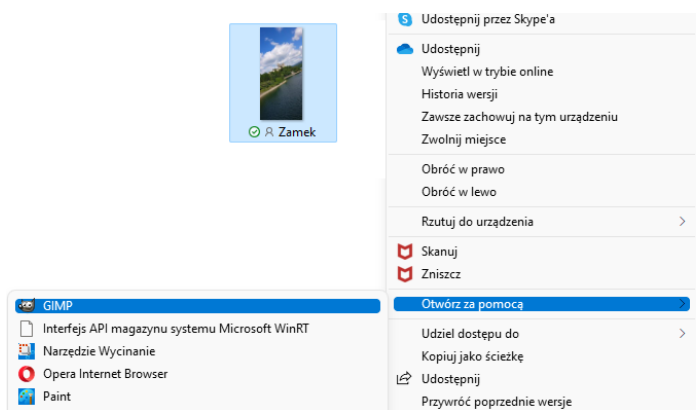 Zamek
Udostępnij przez Skype'a
Udostępnij
Wyświetl w trybie online
Historia wersji
Zawsze zachowuj na tym urządzeniu
Zwolnij miejsce
Obróć w prawo
Obróć w lewo
Rzutuj do urządzenia
Skanuj
Zniszcz
Otwórz za pomocą
Udziel dostępu do
Kopiuj jako ścieżkę
Udostępnij
Przywróć poprzednie wersje
GIMP
Interfejs API magazynu systemu Microsoft WinRT
Narzędzie Wycinanie
Opera Internet Browser
Paint